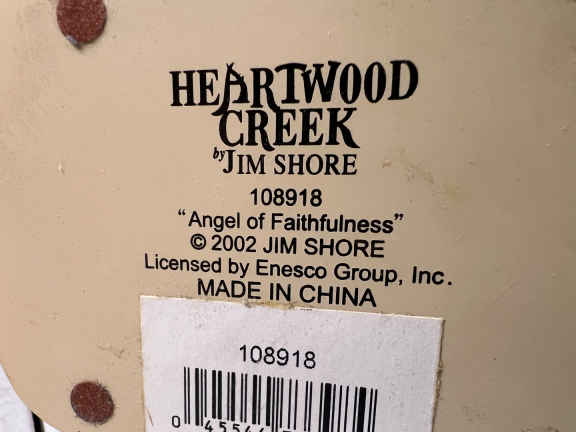 HEARTWOOD
CREEK
by JIM SHORE
108918
“Angel of Faithfulness”
© 2002 JIM SHORE
Licensed by Enesco Group, Inc.
MADE IN CHINA
108918